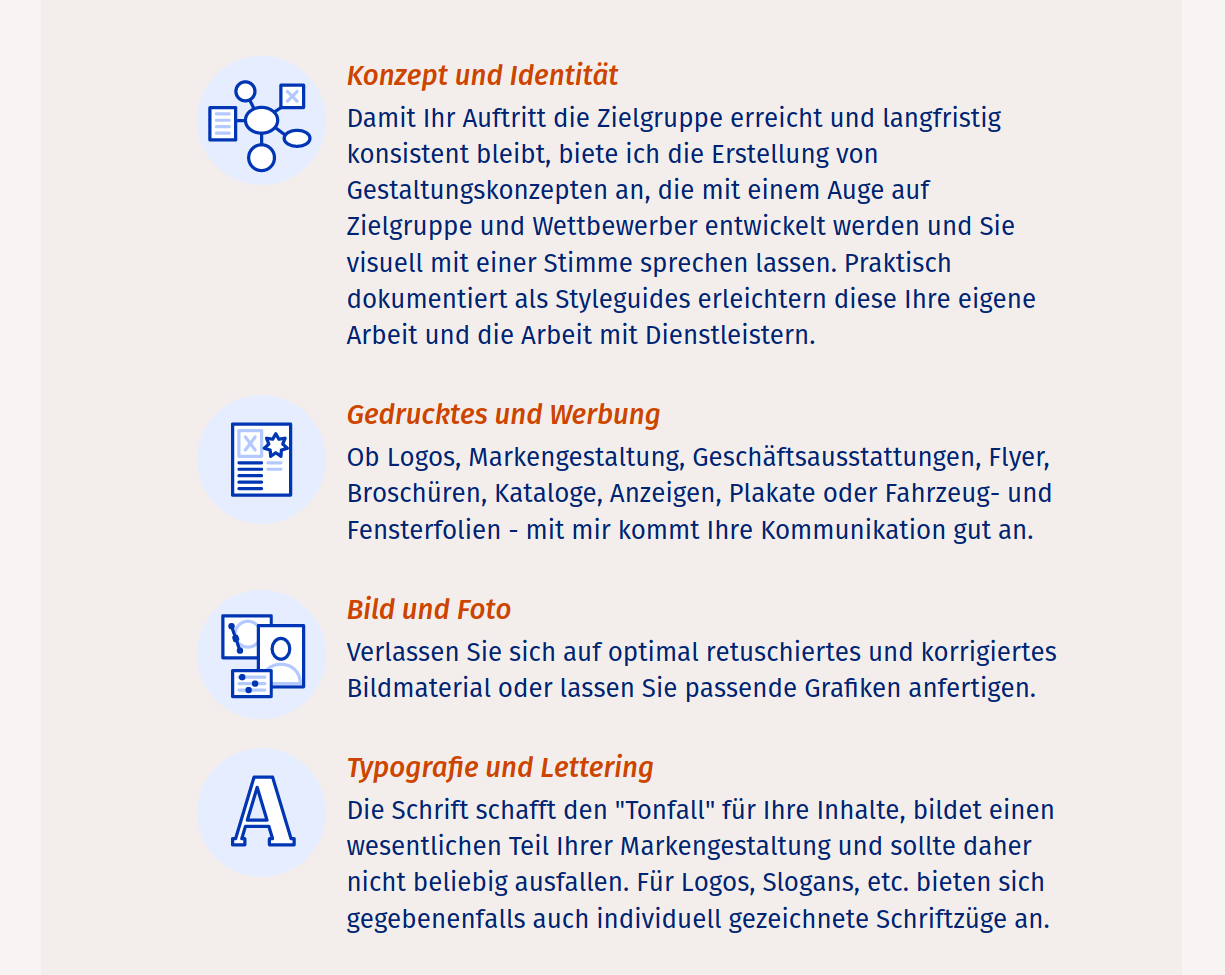 Konzept und Identität
Damit Ihr Auftritt die Zielgruppe erreicht und langfristig
konsistent bleibt, biete ich die Erstellung von
Gestaltungskonzepten an, die mit einem Auge auf
Zielgruppe und Wettbewerber entwickelt werden und Sie
visuell mit einer Stimme sprechen lassen. Praktisch
dokumentiert als Styleguides erleichtern diese Ihre eigene
Arbeit und die Arbeit mit Dienstleistern.
Gedrucktes und Werbung
Ob Logos, Markengestaltung, Geschäftsausstattungen, Flyer,
Broschüren, Kataloge, Anzeigen, Plakate oder Fahrzeug- und
Fensterfolien - mit mir kommt Ihre Kommunikation gut an.
Bild und Foto
Verlassen Sie sich auf optimal retuschiertes und korrigiertes
Bildmaterial oder lassen Sie passende Grafiken anfertigen.
A
Typografie und Lettering
Die Schrift schafft den "Tonfall" für Ihre Inhalte, bildet einen
wesentlichen Teil Ihrer Markengestaltung und sollte daher
nicht beliebig ausfallen. Für Logos, Slogans, etc. bieten sich
gegebenenfalls auch individuell gezeichnete Schriftzüge an.